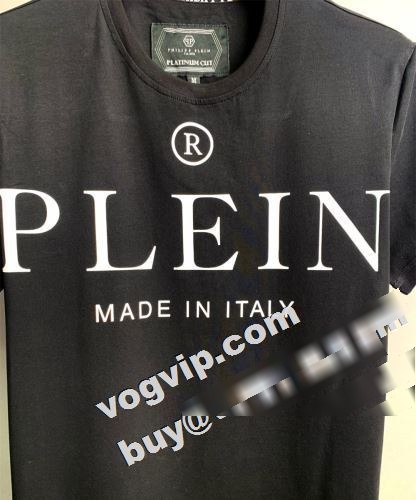 PHILIPP PLEIN
PLATINUM CUT
M
®
PLEIN
MADE IN ITALY
vogvip.com
buy@